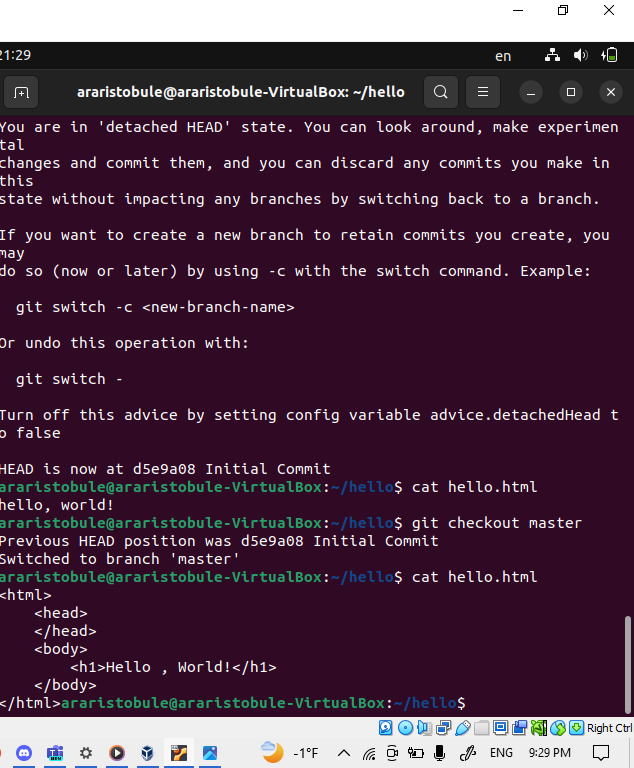 21:29
en
araristobule@araristobule-VirtualBox: ~/hello
You are in 'detached HEAD' state. You can look around, make experimen
tal
changes and commit them, and you can discard any commits you make in
this
state without impacting any branches by switching back to a branch.
If you want to create a new branch to retain commits you create, you
may
do so (now or later) by using -c with the switch command. Example:
git switch -c <new-branch-name>
Or undo this operation with:
git switch -
Turn off this advice by setting config variable advice.detachedHead t
o false
HEAD is now at d5e9a08 Initial Commit
araristobule@araristobule-VirtualBox:~/hello$ cat hello.html
hello, world!
araristobule@araristobule-VirtualBox:~/hello$ git checkout master
Previous HEAD position was d5e9a08 Initial Commit
Switched to branch 'master'
araristobule@araristobule-VirtualBox:~/hello$ cat hello.html
<html>
    <head>
    </head>
    <body>
        <h1>Hello , World!</h1>
    </body>
</html>araristobule@araristobule-VirtualBox:~/hello$
Right Ctrl
-1°F
ENG
9:29 PM